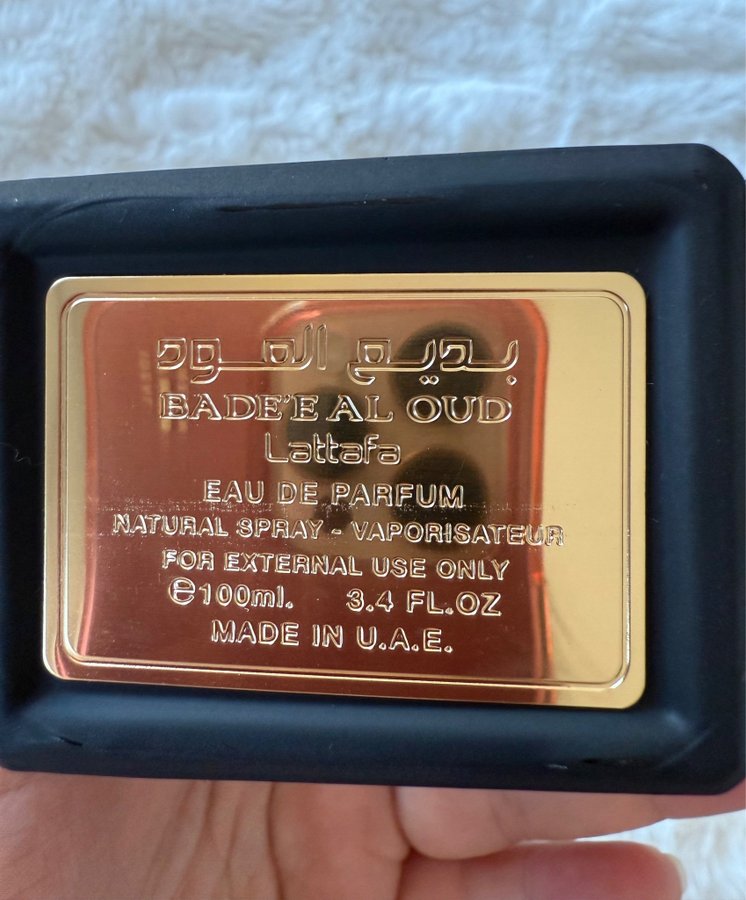 بديع العود
BADE'E AL OUD
Lattafa
EAU DE PARFUM
NATURAL SPRAY - VAPORISATEUR
FOR EXTERNAL USE ONLY
℮100ml. 3.4 FL.OZ
MADE IN U.A.E.